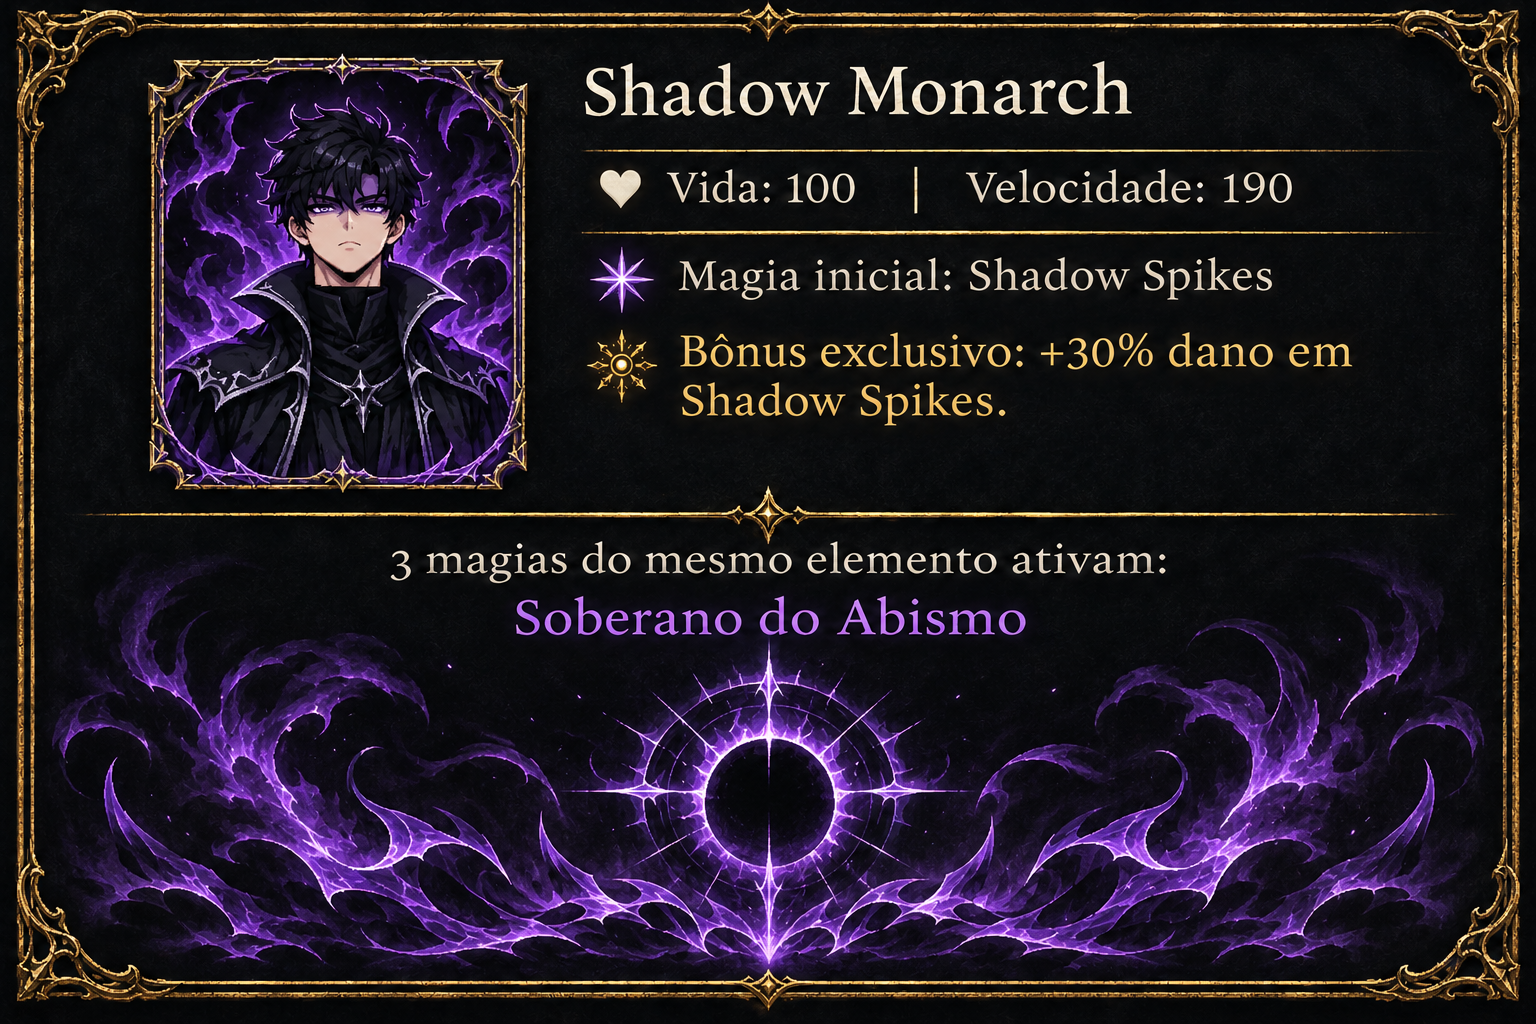 Shadow Monarch
Vida: 100 | Velocidade: 190
Magia inicial: Shadow Spikes
Bônus exclusivo: +30% dano em
Shadow Spikes.
3 magias do mesmo elemento ativam:
Soberano do Abismo